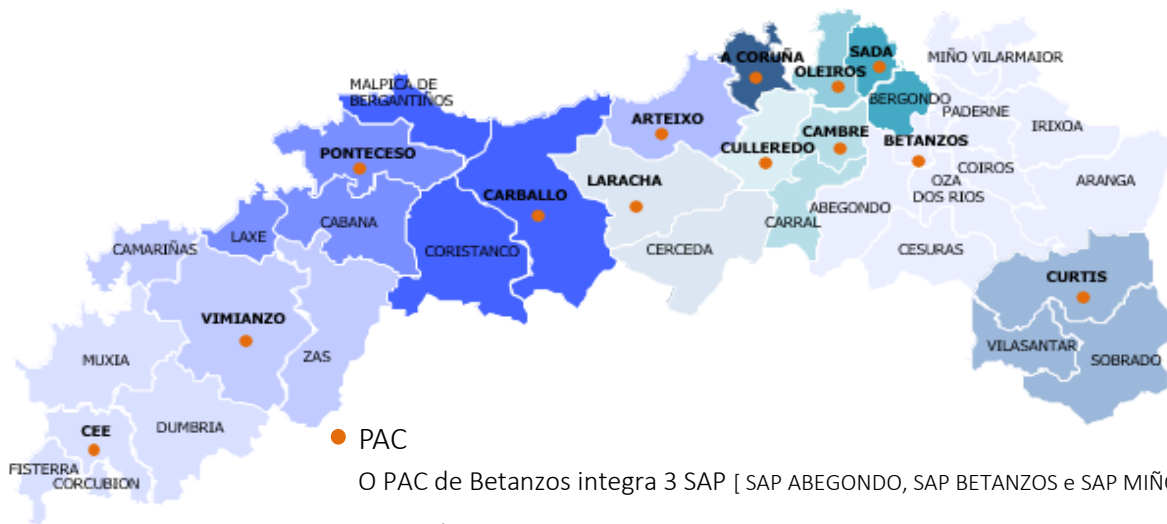 A CORUÑA
SADA
OLEIROS
MIÑO VILARMAIOR
MALPICA DE
BERGANTIÑOS
BERGONDO
PADERNE
ARTEIXO
IRIXOA
CAMBRE
BETANZOS
PONTECESO
CULLEREDO
COIROS
LARACHA
OZA
DOS RIOS
ARANGA
CARBALLO
ABEGONDO
CABANA
CARRAL
LAXE
CAMARIÑAS
CORISTANCO
CERCEDA
CESURAS
CURTIS
VIMIANZO
VILASANTAR
ZAS
MUXIA
SOBRADO
DUMBRIA
CEE
PAC
FISTERRA
CORCUBION
O PAC de Betanzos integra 3 SAP [ SAP ABEGONDO, SAP BETANZOS e SAP MIÑO